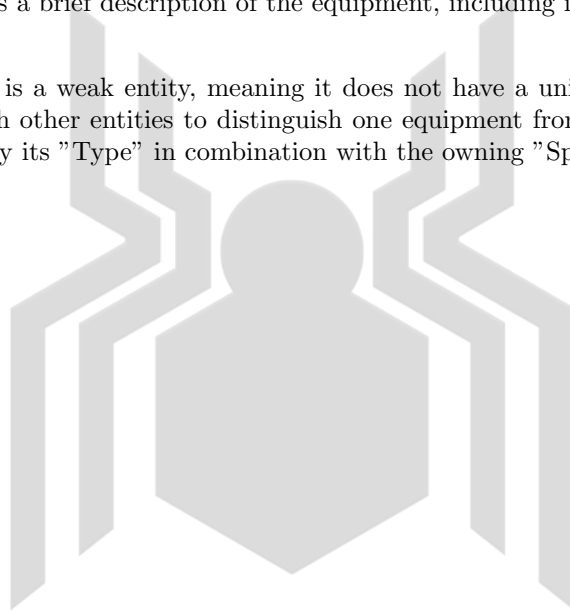 a brief description of the equipment, including
is a weak entity, meaning it does not have a
other entities to distinguish one equipment
its "Type" in combination with the owning